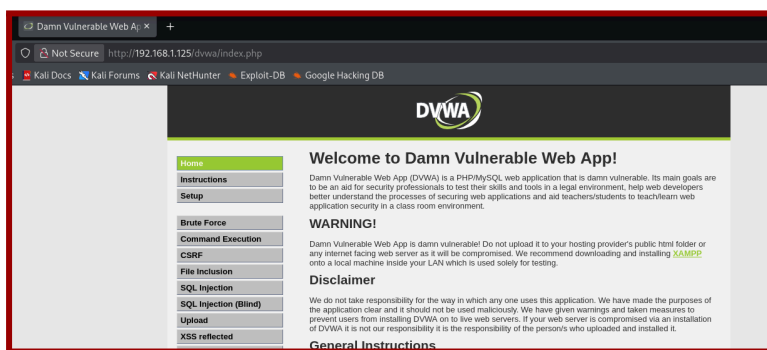 Damn Vulnerable Web Ap
Not Secure http://192.168.1.125/dvwa/index.php
Kali Docs Kali Forums Kali NetHunter Exploit-DB Google Hacking DB
DVWA
Home
Instructions
Setup
Brute Force
Command Execution
CSRF
File Inclusion
SQL Injection
SQL Injection (Blind)
Upload
XSS reflected
Welcome to Damn Vulnerable Web App!
Damn Vulnerable Web App (DVWA) is a PHP/MySQL web application that is damn vulnerable. Its main goals are
to be an aid for security professionals to test their skills and tools in a legal environment, help web developers
better understand the processes of securing web applications and aid teachers/students to teach/learn web
application security in a class room environment.
WARNING!
Damn Vulnerable Web App is damn vulnerable! Do not upload it to your hosting provider's public html folder or
any internet facing web server as it will be compromised. We recommend downloading and installing XAMPP
onto a local machine inside your LAN which is used solely for testing.
Disclaimer
We do not take responsibility for the way in which any one uses this application. We have made the purposes of
the application clear and it should not be used maliciously. We have given warnings and taken measures to
prevent users from installing DVWA on to live web servers. If your web server is compromised via an installation
of DVWA it is not our responsibility it is the responsibility of the person/s who uploaded and installed it.
General Instructions